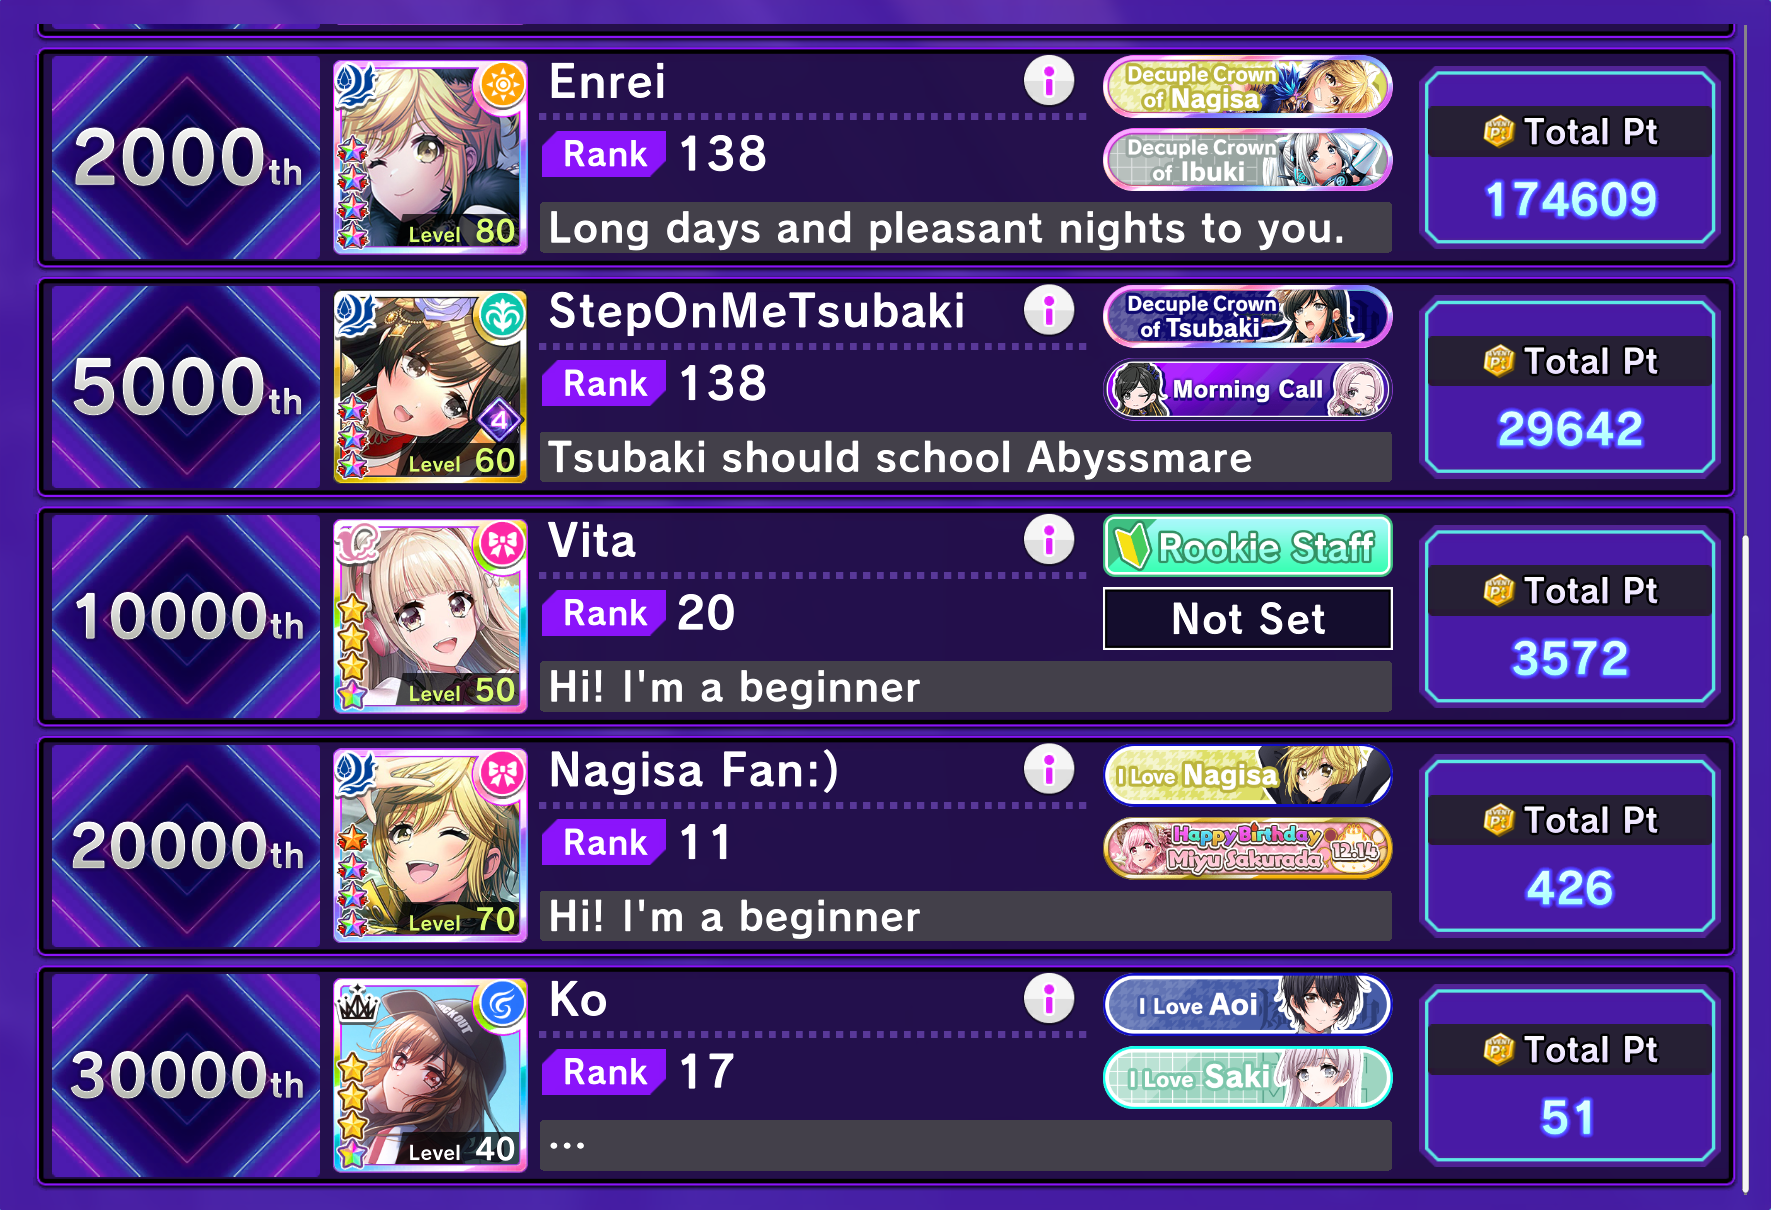 2000th
Enrei
Decuple Crown
of Nagisa
Rank 138
Decuple Crown
of Ibuki
Level 80
Long days and pleasant nights to you.
Total Pt
174609
5000th
StepOnMeTsubaki
Decuple Crown
of Tsubaki
Rank 138
Morning Call
4
Level 60
Tsubaki should school Abyssmare
Total Pt
29642
10000th
Vita
Rookie Staff
Rank 20
Not Set
Level 50
Hi! I'm a beginner
Total Pt
3572
20000th
Nagisa Fan:)
I Love Nagisa
Rank 11
Happy Birthday
Miyu Sakurada 12.14
Level 70
Hi! I'm a beginner
Total Pt
426
30000th
Ko
I Love Aoi
Rank 17
I Love Saki
Level 40
...
Total Pt
51